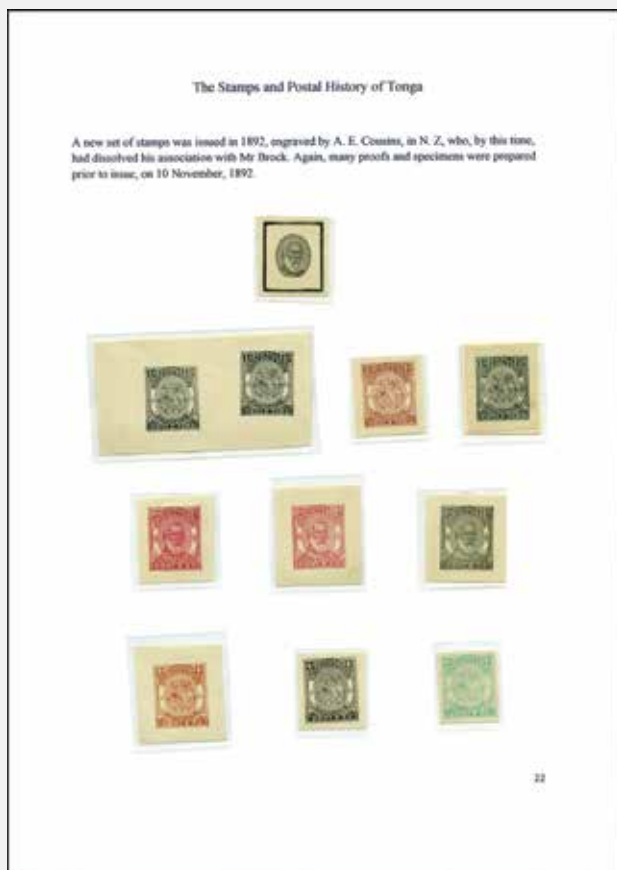 The Stamps and Postal History of Tonga
A new set of stamps was issued in 1892, engraved by A. E. Cousins, in N. Z, who, by this time,
had dissolved his association with Mr Brock. Again, many proofs and specimens were prepared
prior to issue, on 10 November, 1892.
22